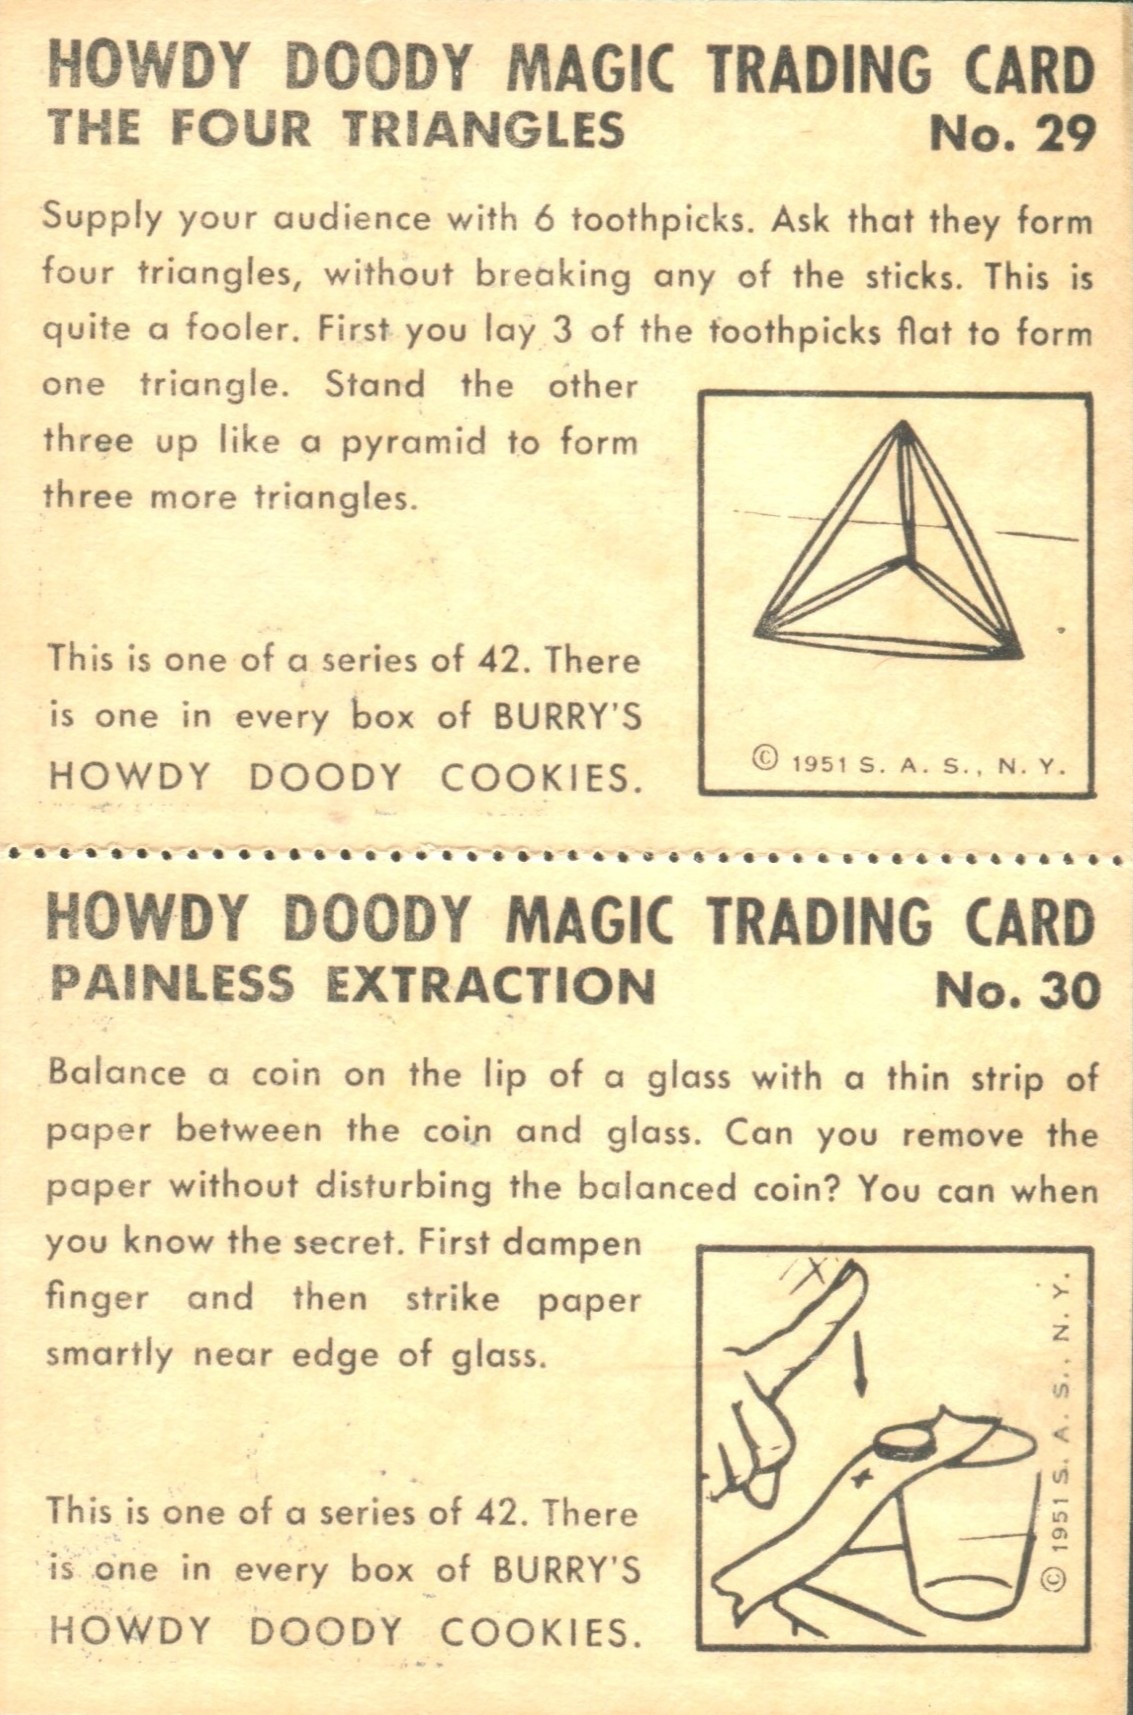 HOWDY DOODY MAGIC TRADING CARD
THE FOUR TRIANGLES No. 29
Supply your audience with 6 toothpicks. Ask that they form
four triangles, without breaking any of the sticks. This is
quite a fooler. First you lay 3 of the toothpicks flat to form
one triangle. Stand the other
three up like a pyramid to form
three more triangles.
This is one of a series of 42. There
is one in every box of BURRY'S
HOWDY DOODY COOKIES.
© 1951 S. A. S., N. Y.
HOWDY DOODY MAGIC TRADING CARD
PAINLESS EXTRACTION No. 30
Balance a coin on the lip of a glass with a thin strip of
paper between the coin and glass. Can you remove the
paper without disturbing the balanced coin? You can when
you know the secret. First dampen
finger and then strike paper
smartly near edge of glass.
This is one of a series of 42. There
is one in every box of BURRY'S
HOWDY DOODY COOKIES.
© 1951 S. A. S., N. Y.